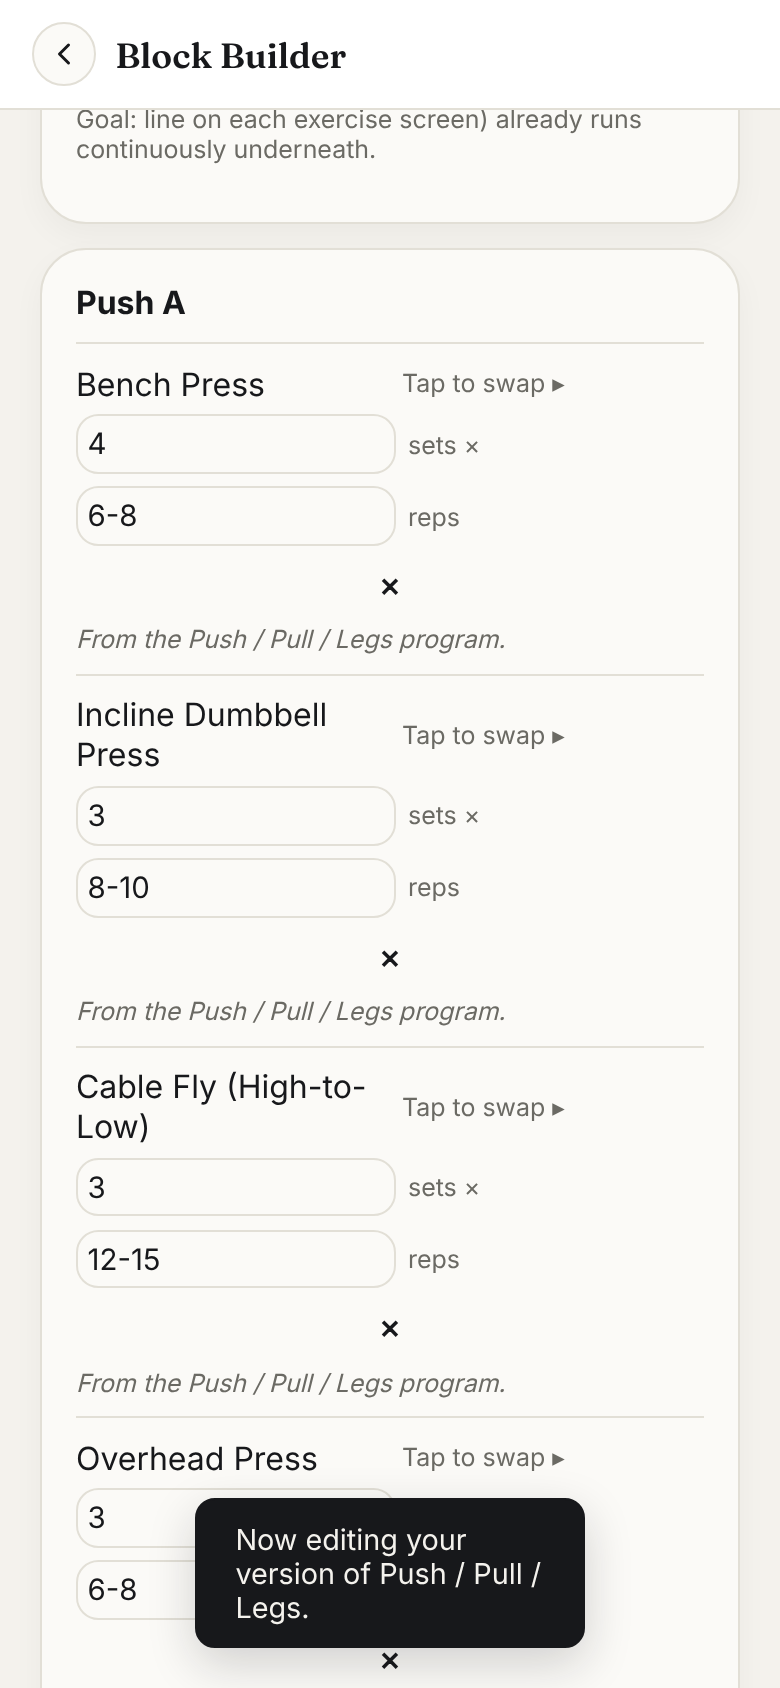 Block Builder
Goal: line on each exercise screen) already runs
continuously underneath.
Push A
Bench Press Tap to swap ▸
4 sets ×
6-8 reps
×
From the Push / Pull / Legs program.
Incline Dumbbell
Press
Tap to swap ▸
3 sets ×
8-10 reps
×
From the Push / Pull / Legs program.
Cable Fly (High-to-
Low)
Tap to swap ▸
3 sets ×
12-15 reps
×
From the Push / Pull / Legs program.
Overhead Press Tap to swap ▸
3
6-8
Now editing your
version of Push / Pull /
Legs.
×